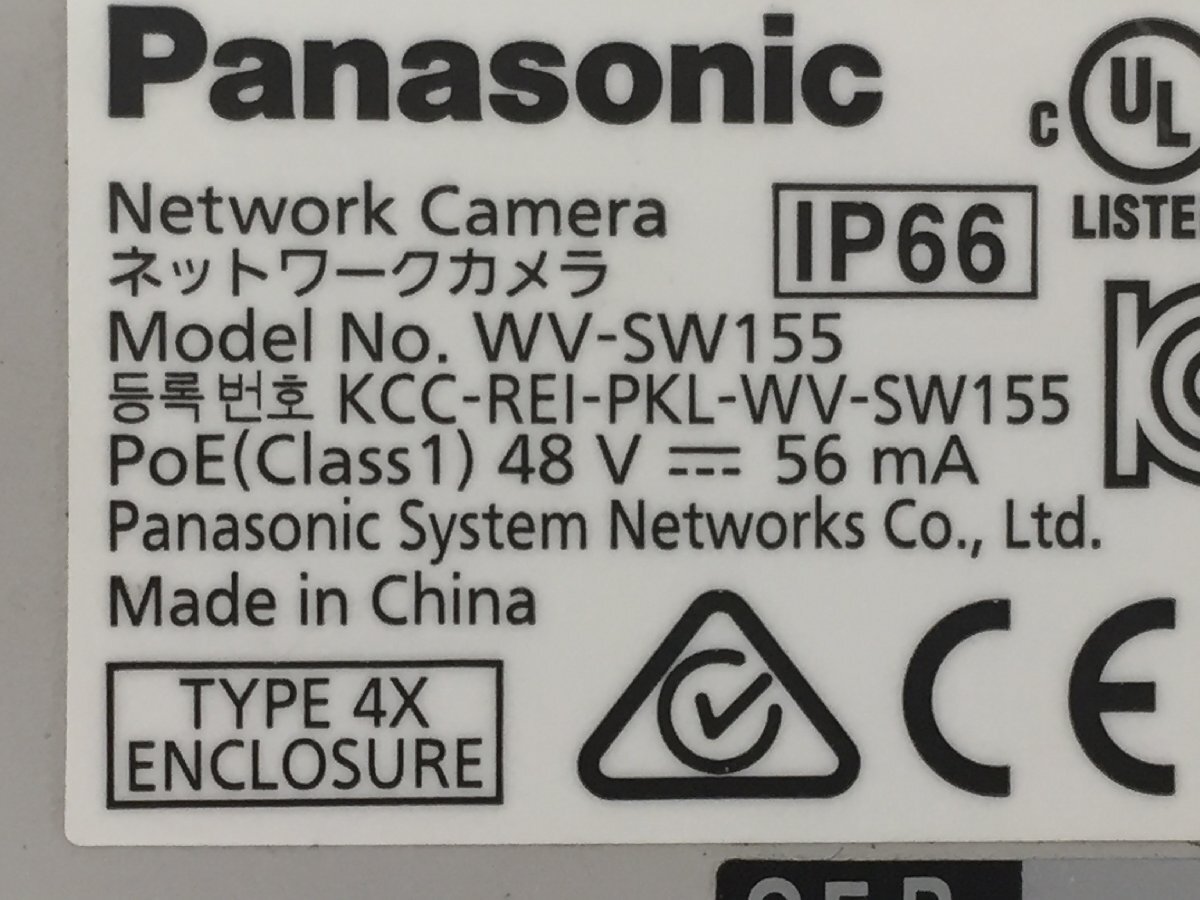 Panasonic
C UL
LISTE
Network Camera
IP66
ネットワークカメラ
Model No. WV-SW155
등록번호 KCC-REI-PKL-WV-SW155
PoE(Class1) 48 V ⎓ 56 mA
Panasonic System Networks Co., Ltd.
Made in China
TYPE 4X
ENCLOSURE
CE